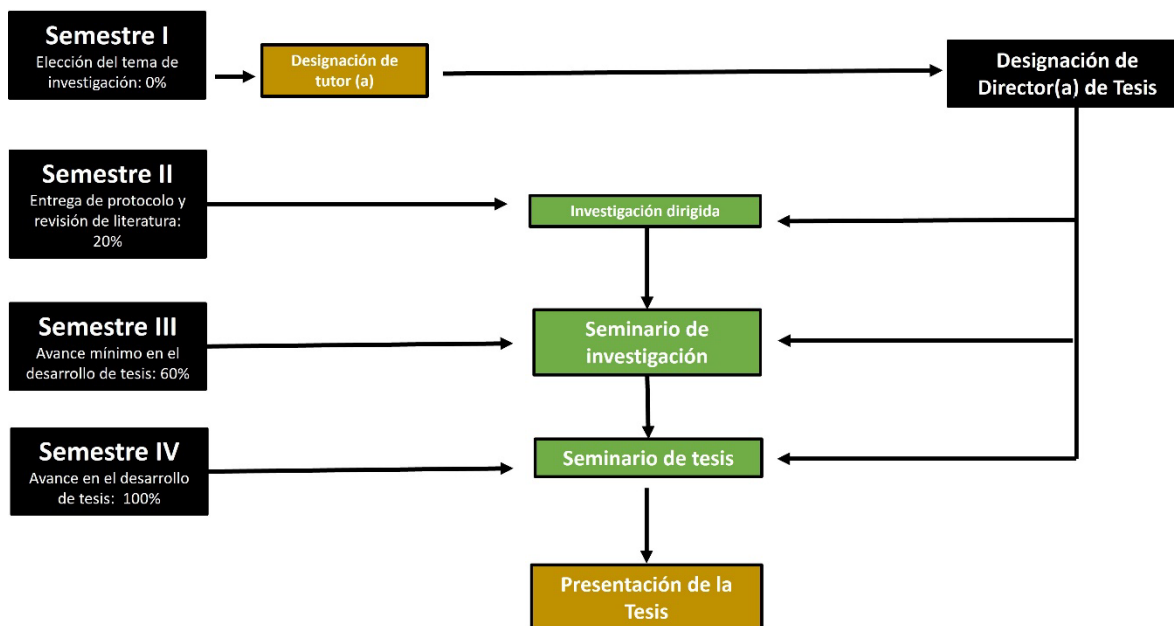 Semestre I
Elección del tema de
investigación: 0%
Designación de
tutor (a)
Designación de
Director(a) de Tesis
Semestre II
Entrega de protocolo y
revisión de literatura:
20%
Investigación dirigida
Semestre III
Avance mínimo en el
desarrollo de tesis: 60%
Seminario de
investigación
Semestre IV
Avance en el desarrollo
de tesis: 100%
Seminario de tesis
Presentación de la
Tesis